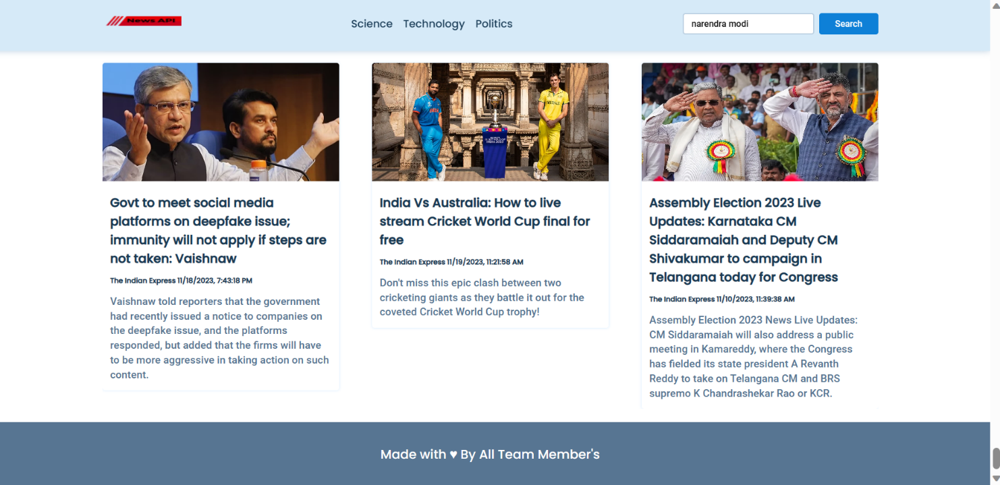 News API
Science
Technology
Politics
narendra modi
Search
Govt to meet social media
platforms on deepfake issue;
immunity will not apply if steps are
not taken: Vaishnaw
The Indian Express 11/18/2023, 7:43:18 PM
Vaishnaw told reporters that the government
had recently issued a notice to companies on
the deepfake issue, and the platforms
responded, but added that the firms will have
to be more aggressive in taking action on such
content.
India Vs Australia: How to live
stream Cricket World Cup final for
free
The Indian Express 11/19/2023, 11:21:58 AM
Don't miss this epic clash between two
cricketing giants as they battle it out for the
coveted Cricket World Cup trophy!
Assembly Election 2023 Live
Updates: Karnataka CM
Siddaramaiah and Deputy CM
Shivakumar to campaign in
Telangana today for Congress
The Indian Express 11/10/2023, 11:39:38 AM
Assembly Election 2023 News Live Updates:
CM Siddaramaiah will also address a public
meeting in Kamareddy, where the Congress
has fielded its state president A Revanth
Reddy to take on Telangana CM and BRS
supremo K Chandrashekar Rao or KCR.
Made with ♥ By All Team Member's